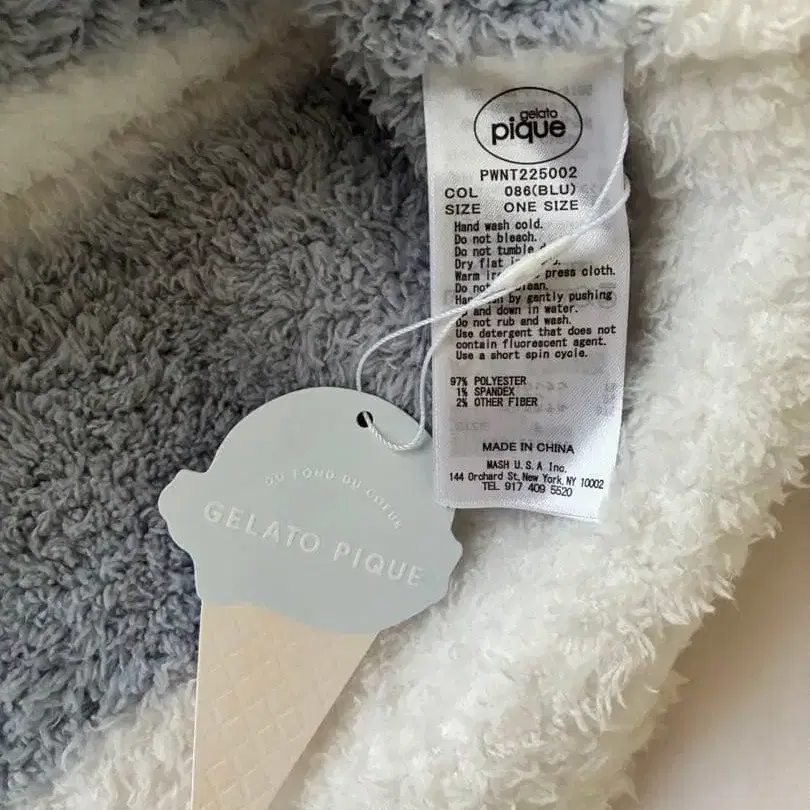 gelato
pique
PWNT225002
COL 086(BLU)
SIZE ONE SIZE
Hand wash cold.
Do not bleach.
Do not tumble
Dry flat
Warm press cloth.
Do not
by gently pushing
and down in water.
Do not rub and wash.
Use detergent that does not
contain fluorescent agent.
Use a short spin cycle.
97% POLYESTER
1% SPANDEX
2% OTHER FIBER
MADE IN CHINA
MASH U.S.A Inc.
144 Orchard St, New York, NY 10002
TEL 917 409 5520
DU FOND DU COEUR
GELATO PIQUE